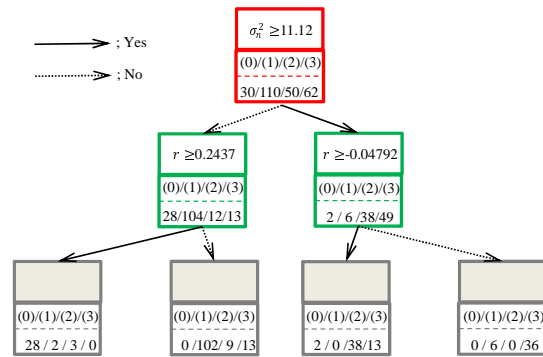 ; Yes
; No
σₙ² ≥11.12
(0)/(1)/(2)/(3)
30/110/50/62
r ≥0.2437
(0)/(1)/(2)/(3)
28/104/12/13
r ≥-0.04792
(0)/(1)/(2)/(3)
2 / 6 /38/49
(0)/(1)/(2)/(3)
28 / 2 / 3 / 0
(0)/(1)/(2)/(3)
0 /102/ 9 /13
(0)/(1)/(2)/(3)
2 / 0 /38/13
(0)/(1)/(2)/(3)
0 / 6 / 0 /36